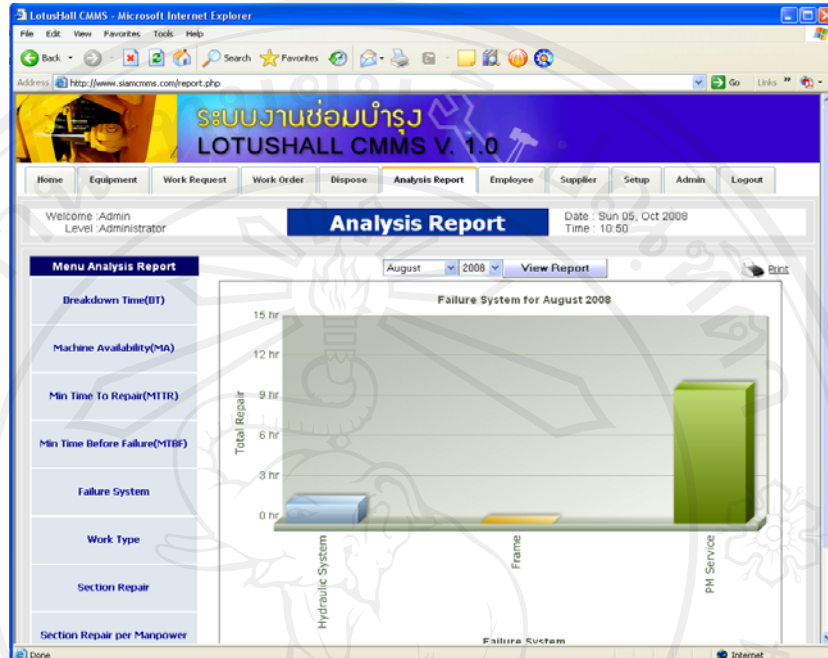 LotusHall CMMS - Microsoft Internet Explorer
File Edit View Favorites Tools Help
Back Search Favorites
Address http://www.siamcmms.com/report.php Go Links
ระบบงานซ่อมบำรุง
LOTUSHALL CMMS V. 1.0
Home Equipment Work Request Work Order Dispose Analysis Report Employee Supplier Setup Admin Logout
Welcome :Admin
Level :Administrator
Analysis Report
Date : Sun 05, Oct 2008
Time : 10:50
Menu Analysis Report
August 2008 View Report Print
Breakdown Time(BT)
Machine Availability(MA)
Min Time To Repair(MTTR)
Min Time Before Failure(MTBF)
Failure System
Work Type
Section Repair
Section Repair per Manpower
Failure System for August 2008
15 hr
12 hr
9 hr
6 hr
3 hr
0 hr
Total Repair
Hydraulic System
Frame
PM Service
Failure System
Done Internet